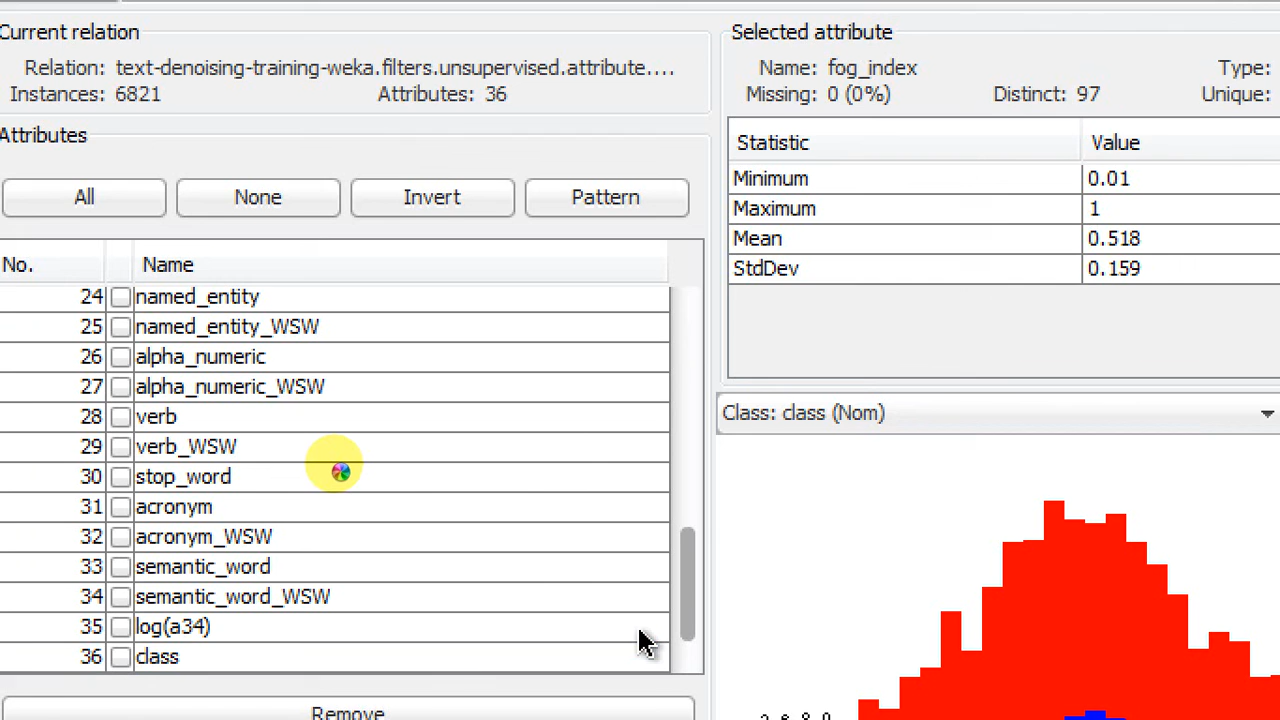 Current relation
Relation: text-denoising-training-weka.filters.unsupervised.attribute....
Instances: 6821 Attributes: 36
Attributes
All None Invert Pattern
No. Name
24 named_entity
25 named_entity_WSW
26 alpha_numeric
27 alpha_numeric_WSW
28 verb
29 verb_WSW
30 stop_word
31 acronym
32 acronym_WSW
33 semantic_word
34 semantic_word_WSW
35 log(a34)
36 class
Remove
Selected attribute
Name: fog_index Type:
Missing: 0 (0%) Distinct: 97 Unique:
Statistic Value
Minimum 0.01
Maximum 1
Mean 0.518
StdDev 0.159
Class: class (Nom)